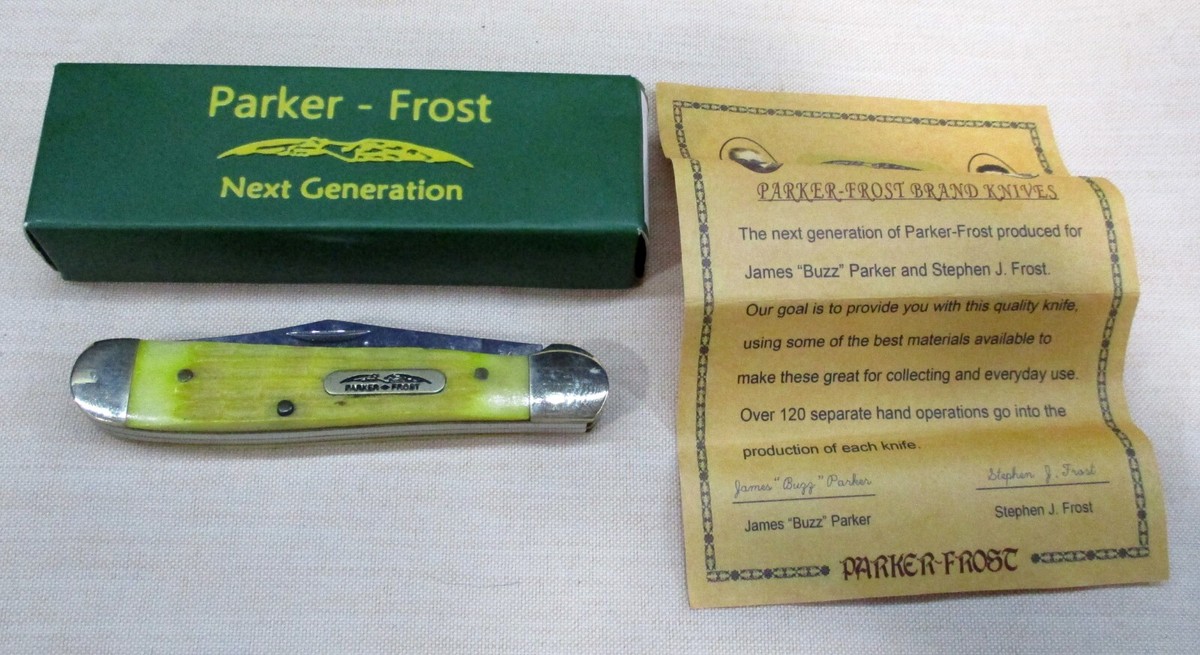 Parker - Frost
Next Generation
PARKER-FROST
PARKER-FROST BRAND KNIVES
The next generation of Parker-Frost produced for
James “Buzz” Parker and Stephen J. Frost.
Our goal is to provide you with this quality knife,
using some of the best materials available to
make these great for collecting and everyday use.
Over 120 separate hand operations go into the
production of each knife.
James "Buzz" Parker
Stephen J. Frost
James “Buzz” Parker
Stephen J. Frost
PARKER-FROST